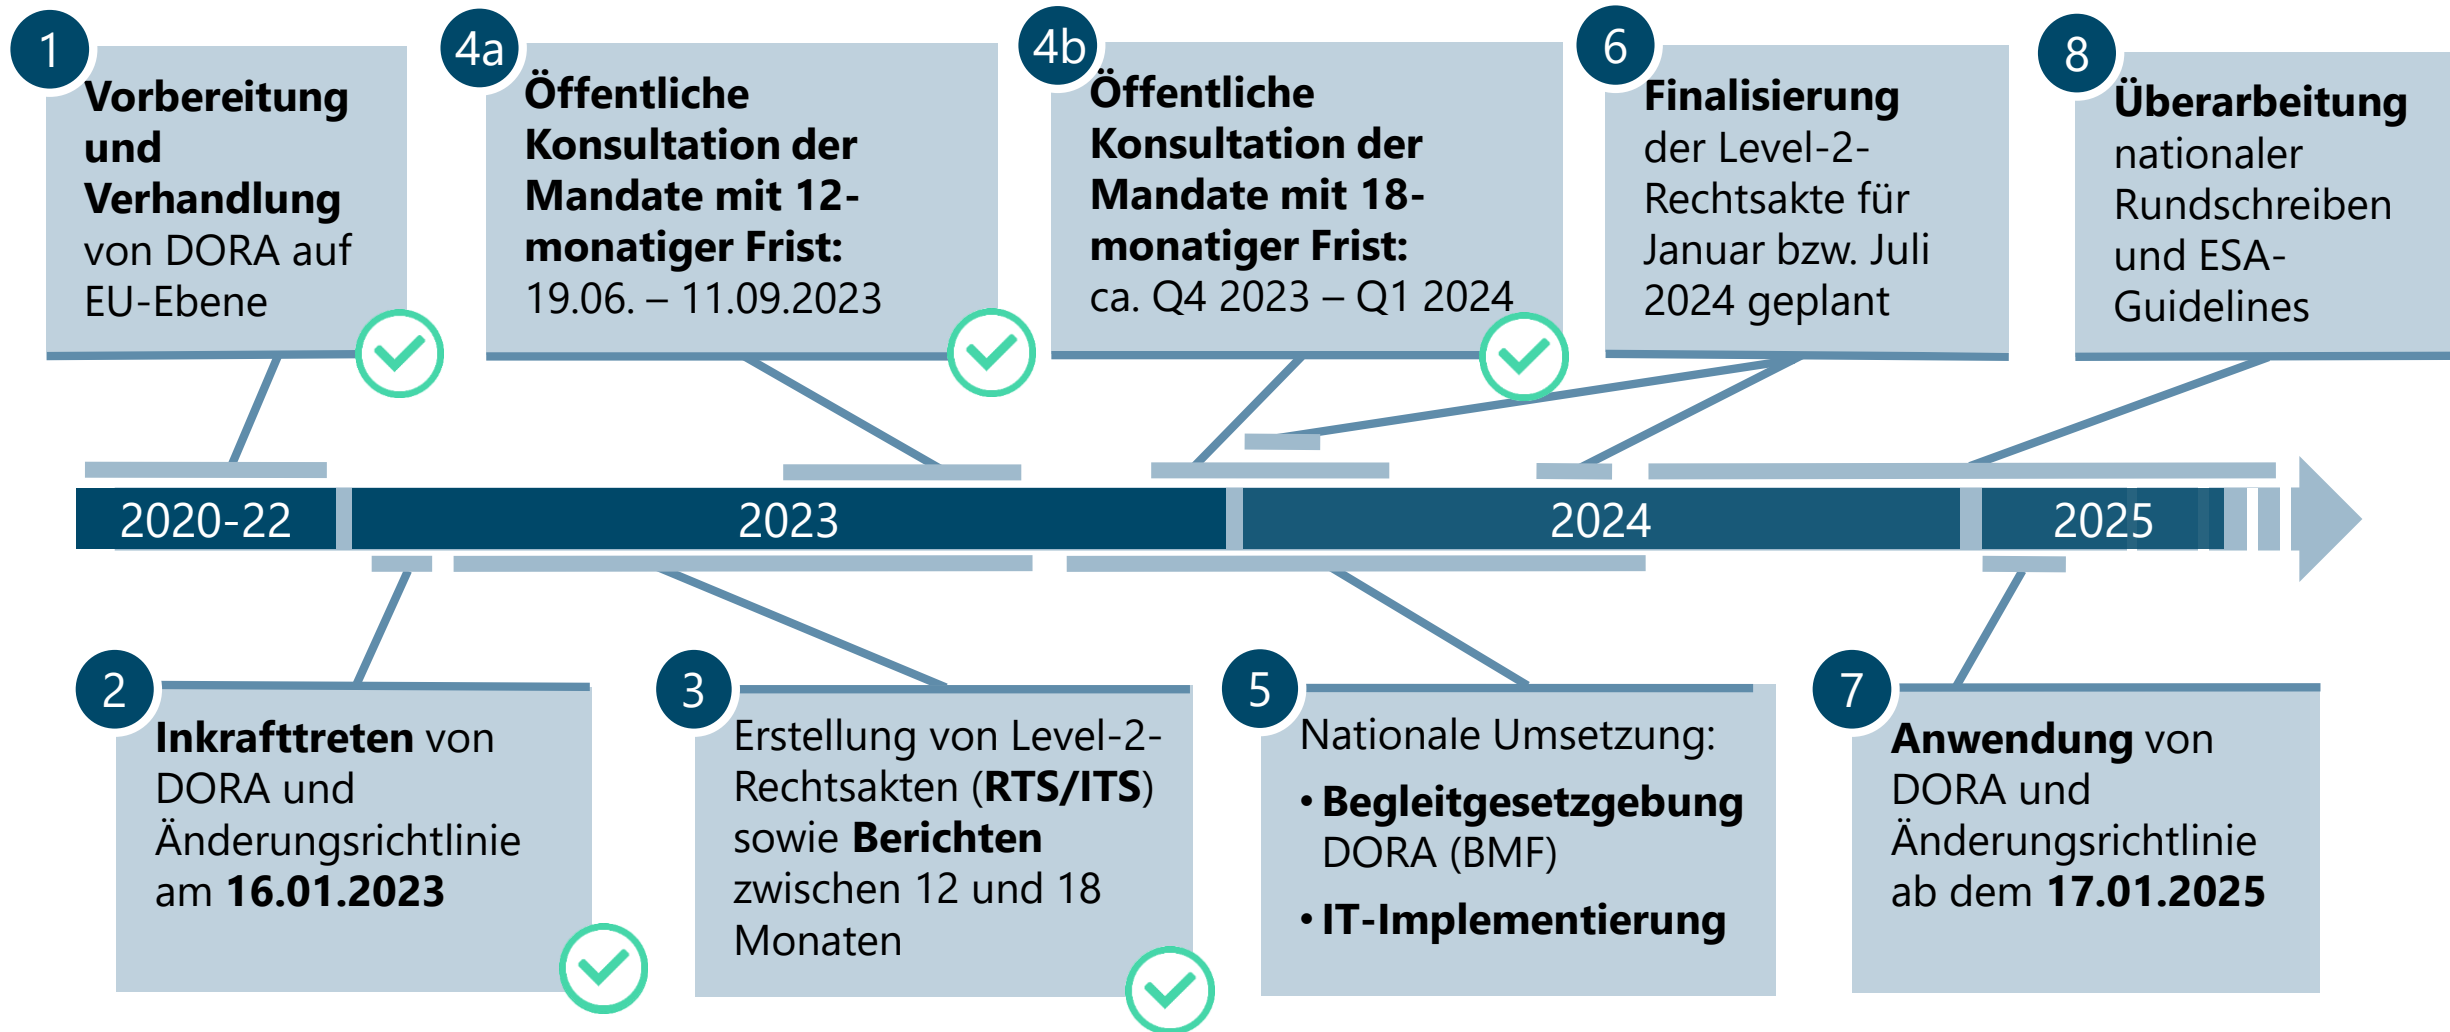 1
Vorbereitung
und
Verhandlung
von DORA auf
EU-Ebene
4a
Öffentliche
Konsultation der
Mandate mit 12-
monatiger Frist:
19.06. – 11.09.2023
4b
Öffentliche
Konsultation der
Mandate mit 18-
monatiger Frist:
ca. Q4 2023 – Q1 2024
6
Finalisierung
der Level-2-
Rechtsakte für
Januar bzw. Juli
2024 geplant
8
Überarbeitung
nationaler
Rundschreiben
und ESA-
Guidelines
2020-22
2023
2024
2025
2
Inkrafttreten von
DORA und
Änderungsrichtlinie
am 16.01.2023
3
Erstellung von Level-2-
Rechtsakten (RTS/ITS)
sowie Berichten
zwischen 12 und 18
Monaten
5
Nationale Umsetzung:
• Begleitgesetzgebung
DORA (BMF)
• IT-Implementierung
7
Anwendung von
DORA und
Änderungsrichtlinie
ab dem 17.01.2025